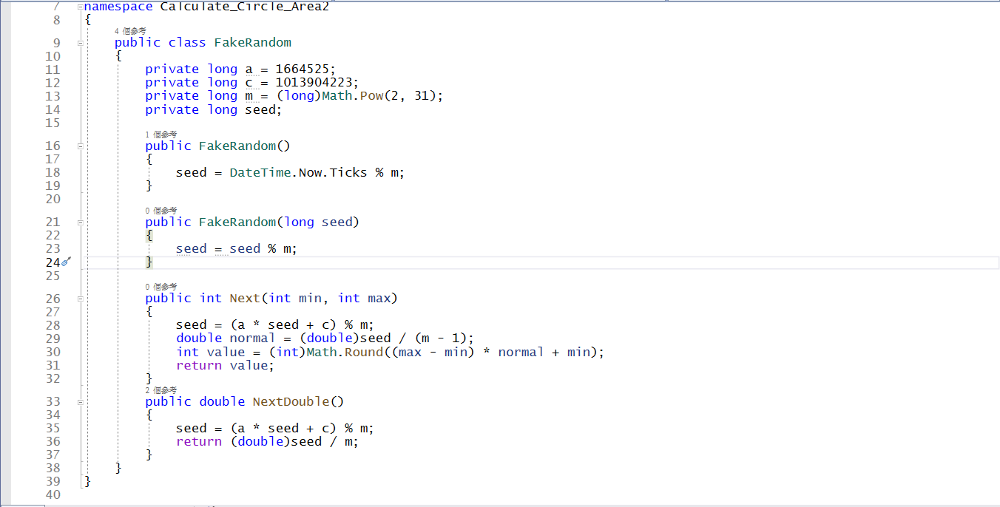 7 namespace Calculate_Circle_Area2
8 {
4 個參考
9 public class FakeRandom
10 {
11 private long a = 1664525;
12 private long c = 1013904223;
13 private long m = (long)Math.Pow(2, 31);
14 private long seed;
15
1 個參考
16 public FakeRandom()
17 {
18 seed = DateTime.Now.Ticks % m;
19 }
20
0 個參考
21 public FakeRandom(long seed)
22 {
23 seed = seed % m;
24 }
25
0 個參考
26 public int Next(int min, int max)
27 {
28 seed = (a * seed + c) % m;
29 double normal = (double)seed / (m - 1);
30 int value = (int)Math.Round((max - min) * normal + min);
31 return value;
32 }
2 個參考
33 public double NextDouble()
34 {
35 seed = (a * seed + c) % m;
36 return (double)seed / m;
37 }
38 }
39 }
40